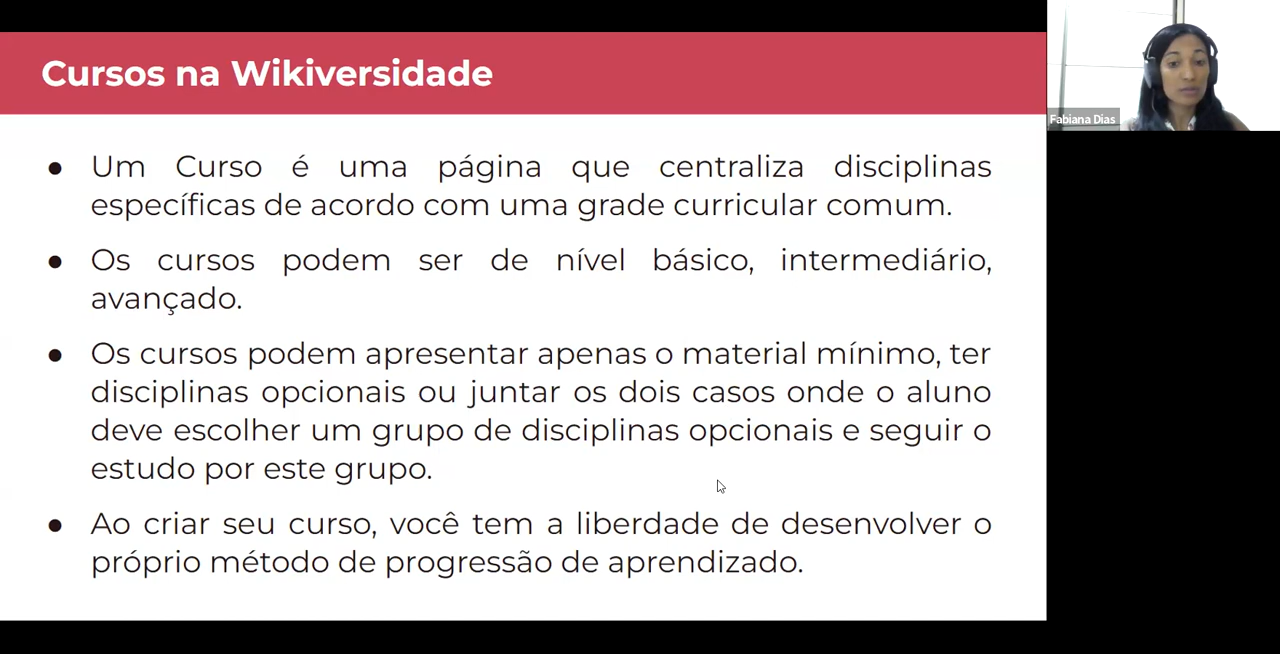 Cursos na Wikiversidade
Fabiana Dias
● Um Curso é uma página que centraliza disciplinas
específicas de acordo com uma grade curricular comum.
● Os cursos podem ser de nível básico, intermediário,
avançado.
● Os cursos podem apresentar apenas o material mínimo, ter
disciplinas opcionais ou juntar os dois casos onde o aluno
deve escolher um grupo de disciplinas opcionais e seguir o
estudo por este grupo.
● Ao criar seu curso, você tem a liberdade de desenvolver o
próprio método de progressão de aprendizado.